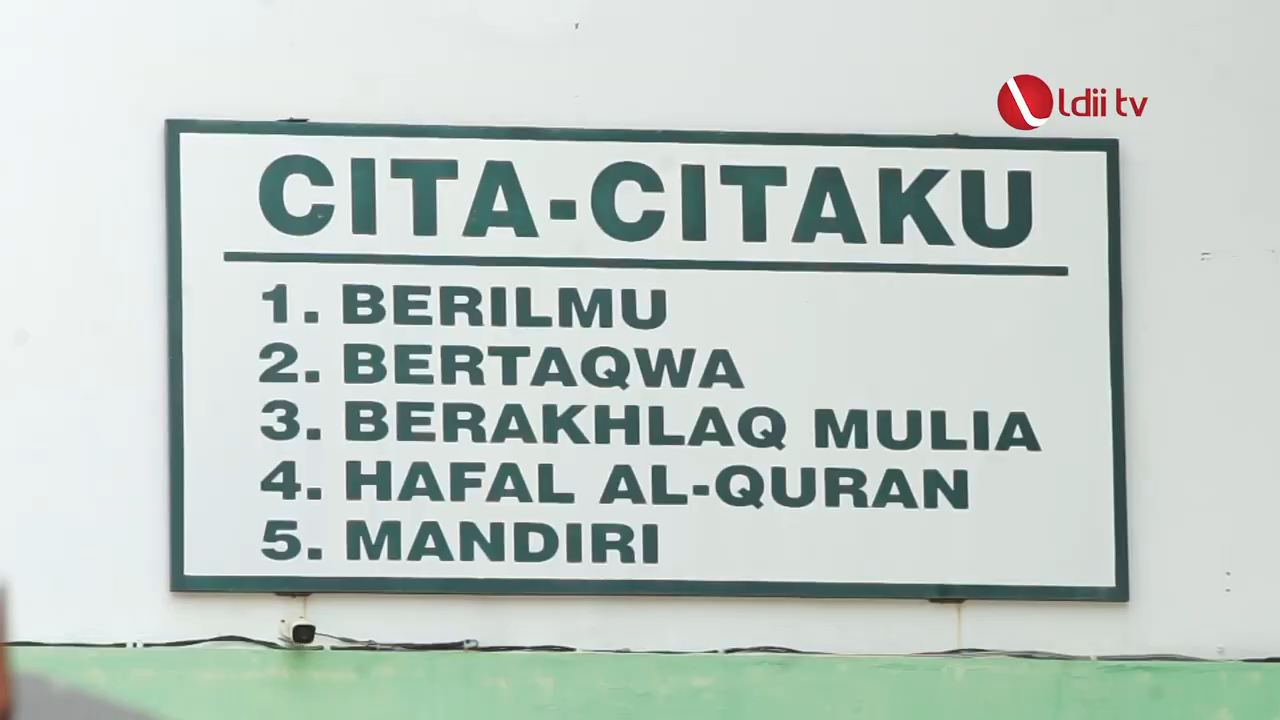 ldii tv
CITA-CITAKU
1. BERILMU
2. BERTAQWA
3. BERAKHLAQ MULIA
4. HAFAL AL-QURAN
5. MANDIRI